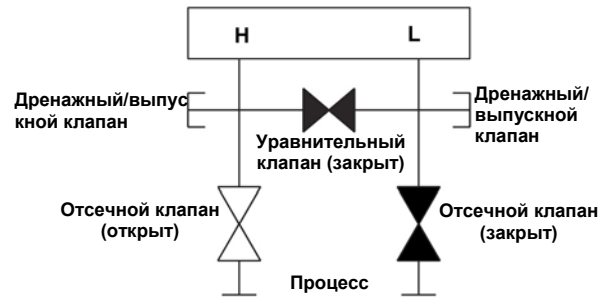 H
L
Дренажный/выпус
кной клапан
Дренажный/
выпускной
клапан
Уравнительный
клапан (закрыт)
Отсечной клапан
(открыт)
Отсечной клапан
(закрыт)
Процесс